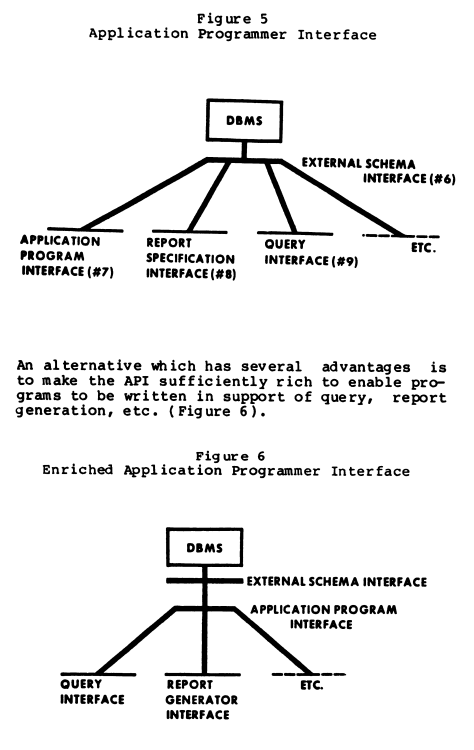 Figure 5
Application Programmer Interface
DBMS
EXTERNAL SCHEMA
INTERFACE (#6)
APPLICATION
PROGRAM
INTERFACE (#7)
REPORT
SPECIFICATION
INTERFACE (#8)
QUERY
INTERFACE (#9)
ETC.
An alternative which has several advantages is
to make the API sufficiently rich to enable pro-
grams to be written in support of query, report
generation, etc. (Figure 6).
Figure 6
Enriched Application Programmer Interface
DBMS
EXTERNAL SCHEMA INTERFACE
APPLICATION PROGRAM
INTERFACE
QUERY
INTERFACE
REPORT
GENERATOR
INTERFACE
ETC.